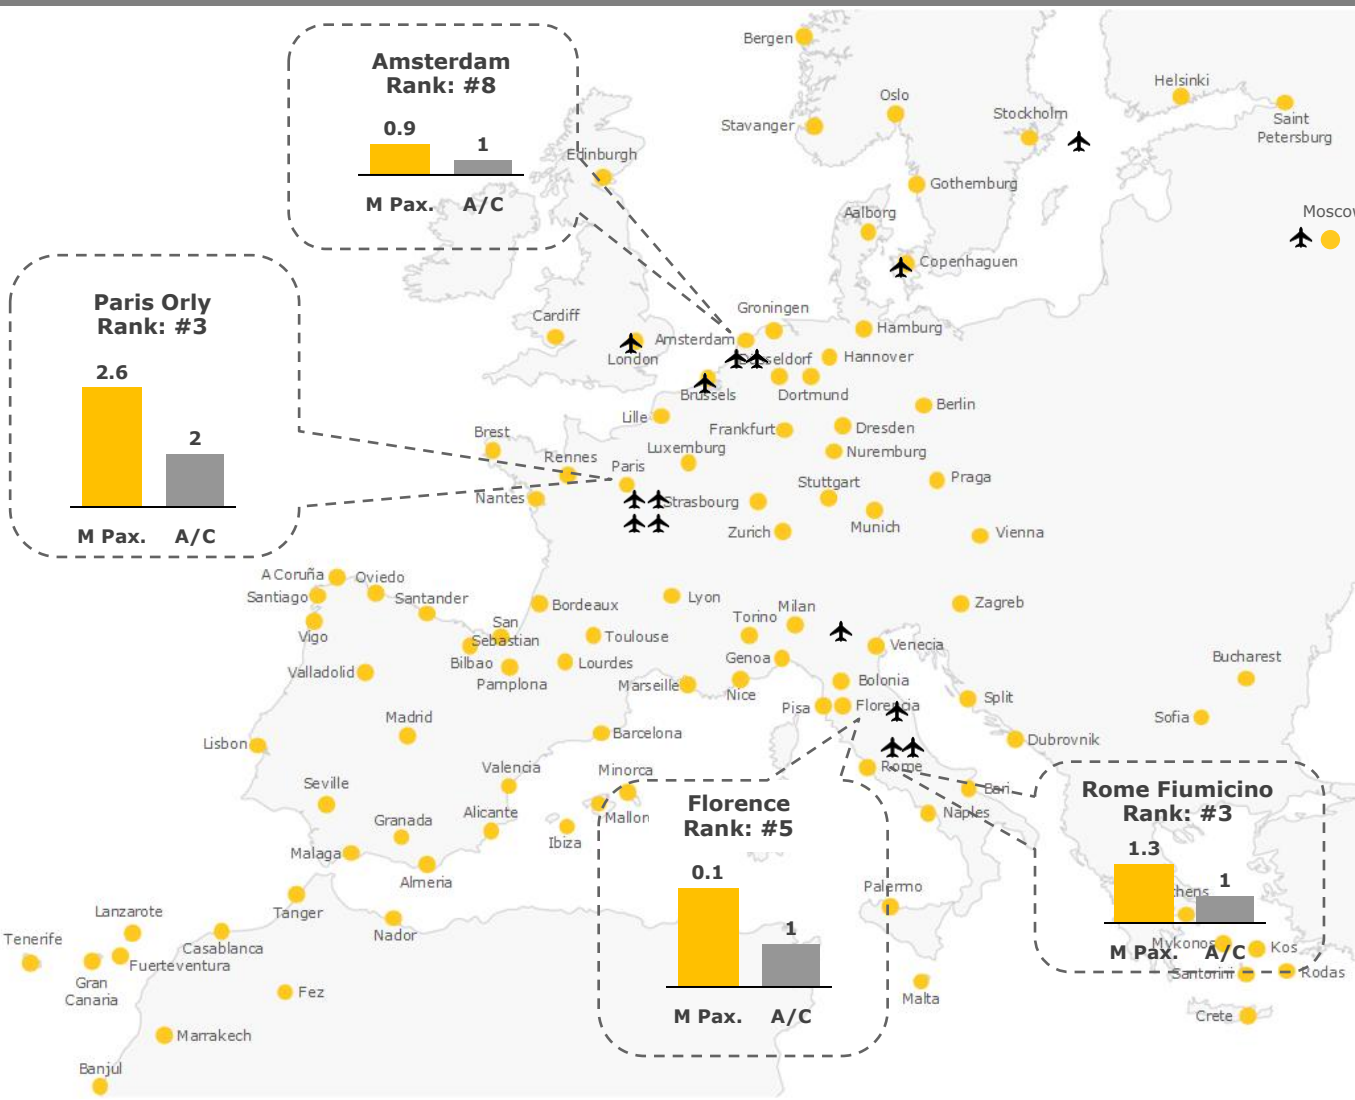 Bergen
Amsterdam
Rank: #8
0.9
1
M Pax.
A/C
Helsinki
Oslo
Stockholm
Saint
Petersburg
Stavanger
Edinburgh
Gothemburg
Aalborg
Moscow
Copenhaguen
Paris Orly
Rank: #3
2.6
2
M Pax.
A/C
Cardiff
London
Groningen
Amsterdam
Hamburg
Düsseldorf
Hannover
Brussels
Dortmund
Lille
Berlin
Frankfurt
Dresden
Brest
Luxemburg
Nuremburg
Rennes
Paris
Nantes
Strasbourg
Stuttgart
Praga
Zurich
Munich
Vienna
A Coruña
Oviedo
Santiago
Santander
Bordeaux
Lyon
Zagreb
Vigo
San
Sebastian
Toulouse
Torino
Milan
Venecia
Bilbao
Lourdes
Genoa
Bucharest
Valladolid
Pamplona
Marseille
Nice
Bolonia
Pisa
Florencia
Split
Sofia
Madrid
Lisbon
Barcelona
Dubrovnik
Valencia
Minorca
Rome
Seville
Mallon
Bari
Granada
Alicante
Ibiza
Naples
Malaga
Almeria
Florence
Rank: #5
0.1
1
M Pax.
A/C
Rome Fiumicino
Rank: #3
1.3
1
M Pax.
A/C
Palermo
chens
Mykonos
Kos
Santorini
Rodas
Crete
Malta
Tanger
Nador
Lanzarote
Tenerife
Casablanca
Fuerteventura
Gran
Canaria
Fez
Marrakech
Banjul